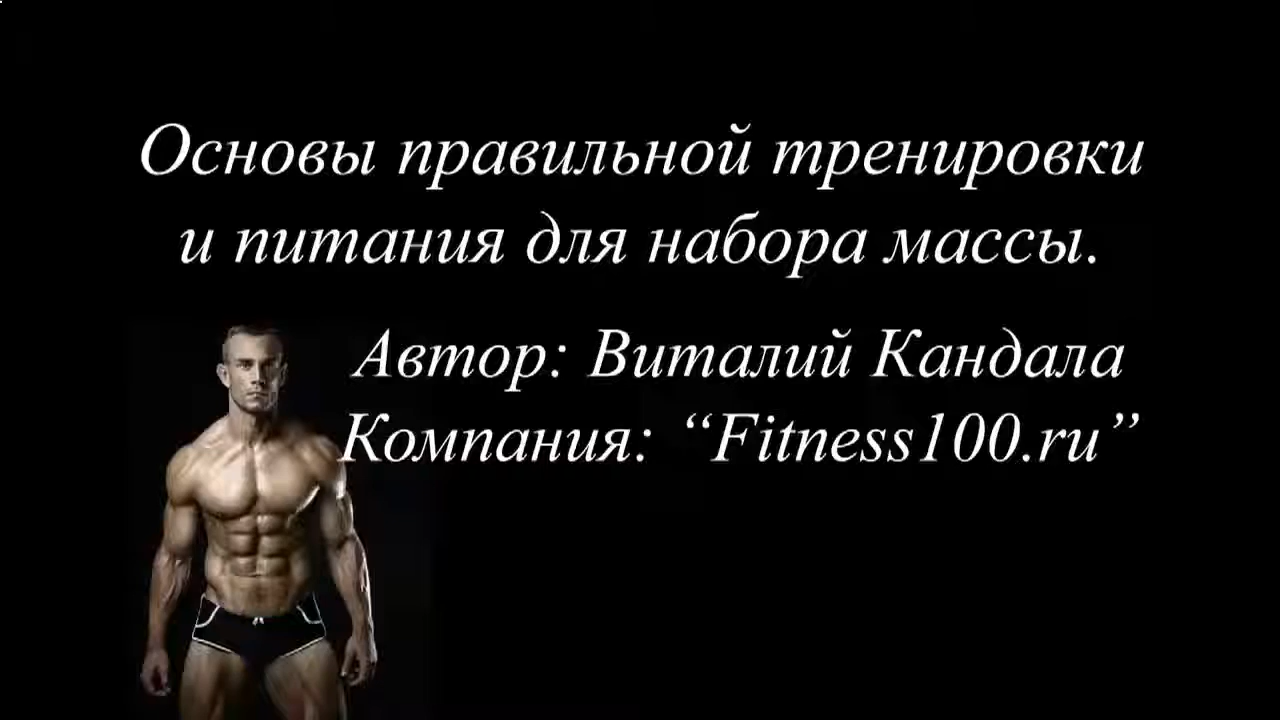 Основы правильной тренировки
и питания для набора массы.
Автор: Виталий Кандала
Компания: “Fitness100.ru”